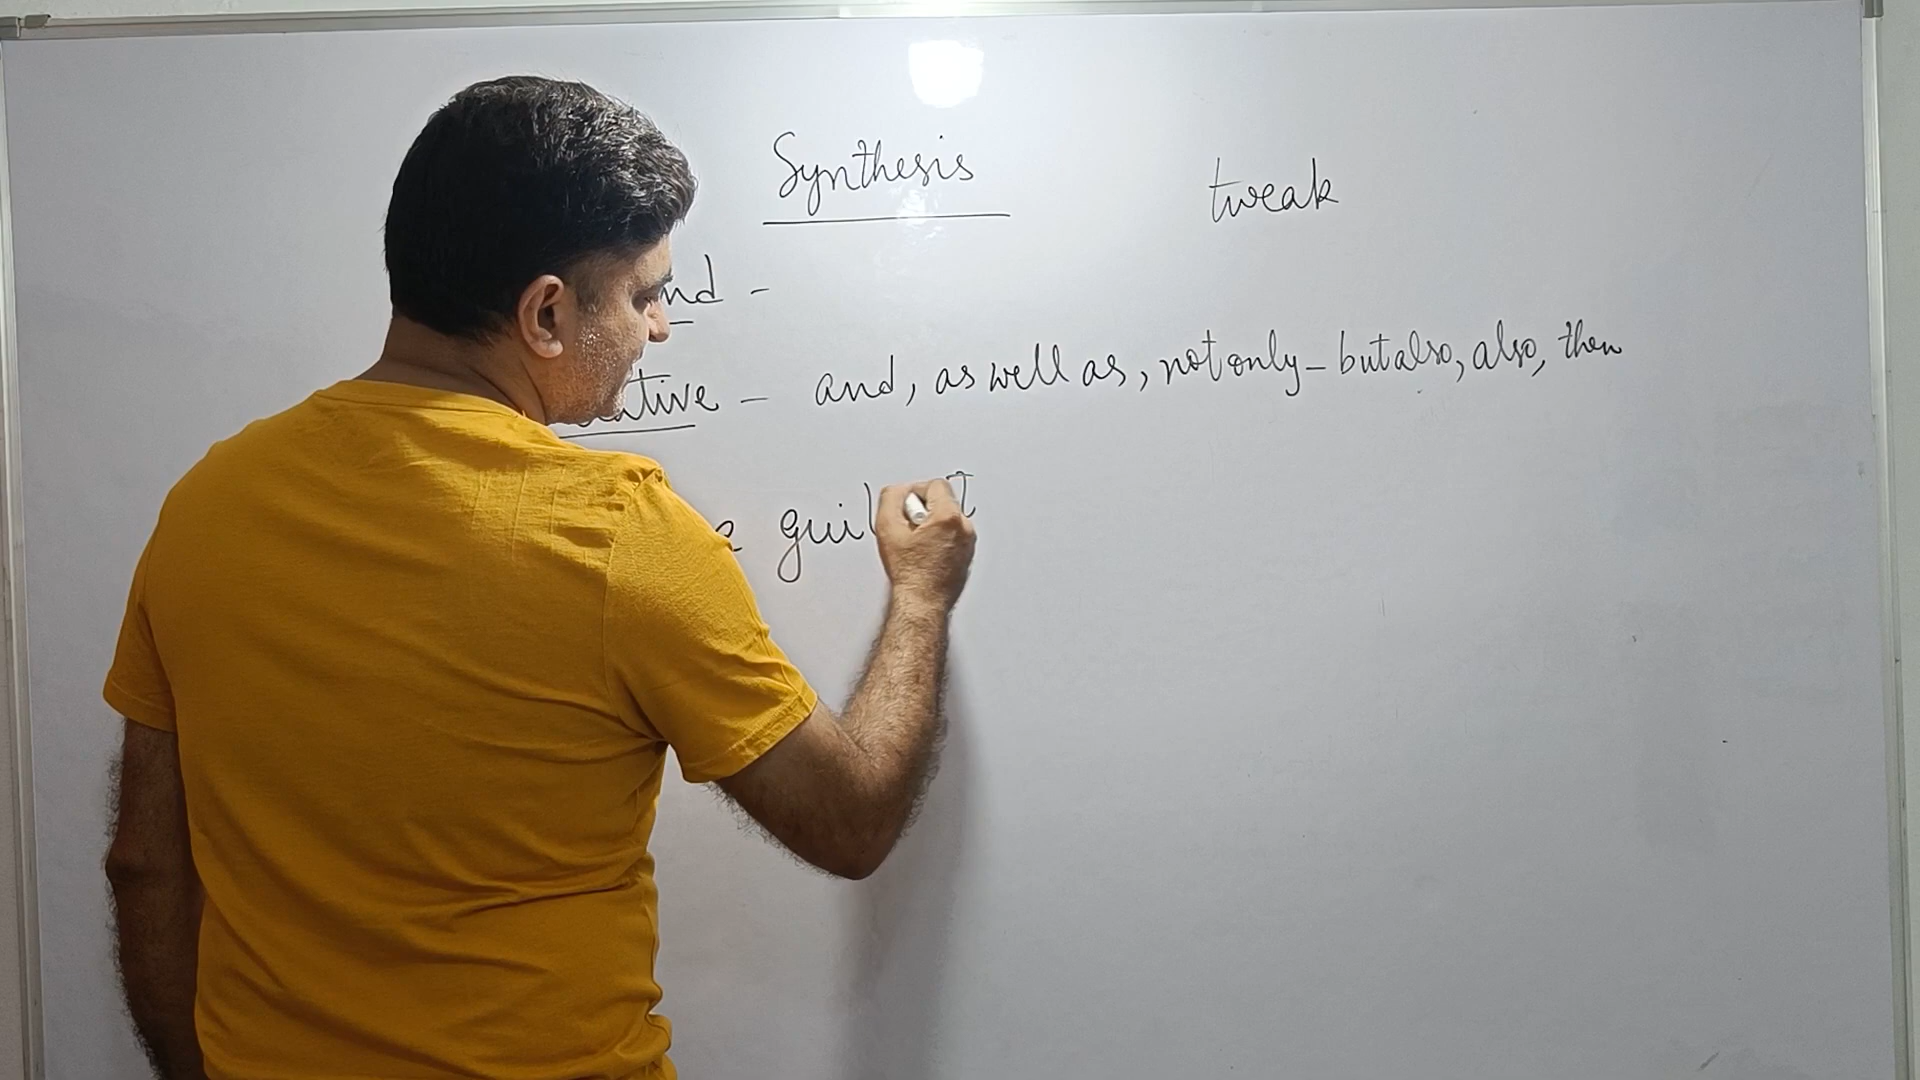 Synthesis tweak
nd -
ative - and, as well as, not only - but also, also, then
e guil